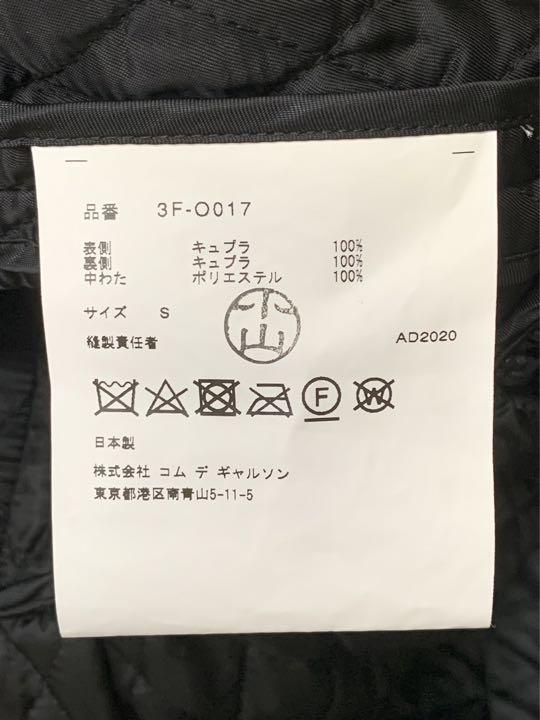 品番 3F-O017
表側 キュプラ 100%
裏側 キュプラ 100%
中わた ポリエステル 100%
サイズ S
縫製責任者 AD2020
F W
日本製
株式会社 コム デ ギャルソン
東京都港区南青山5-11-5